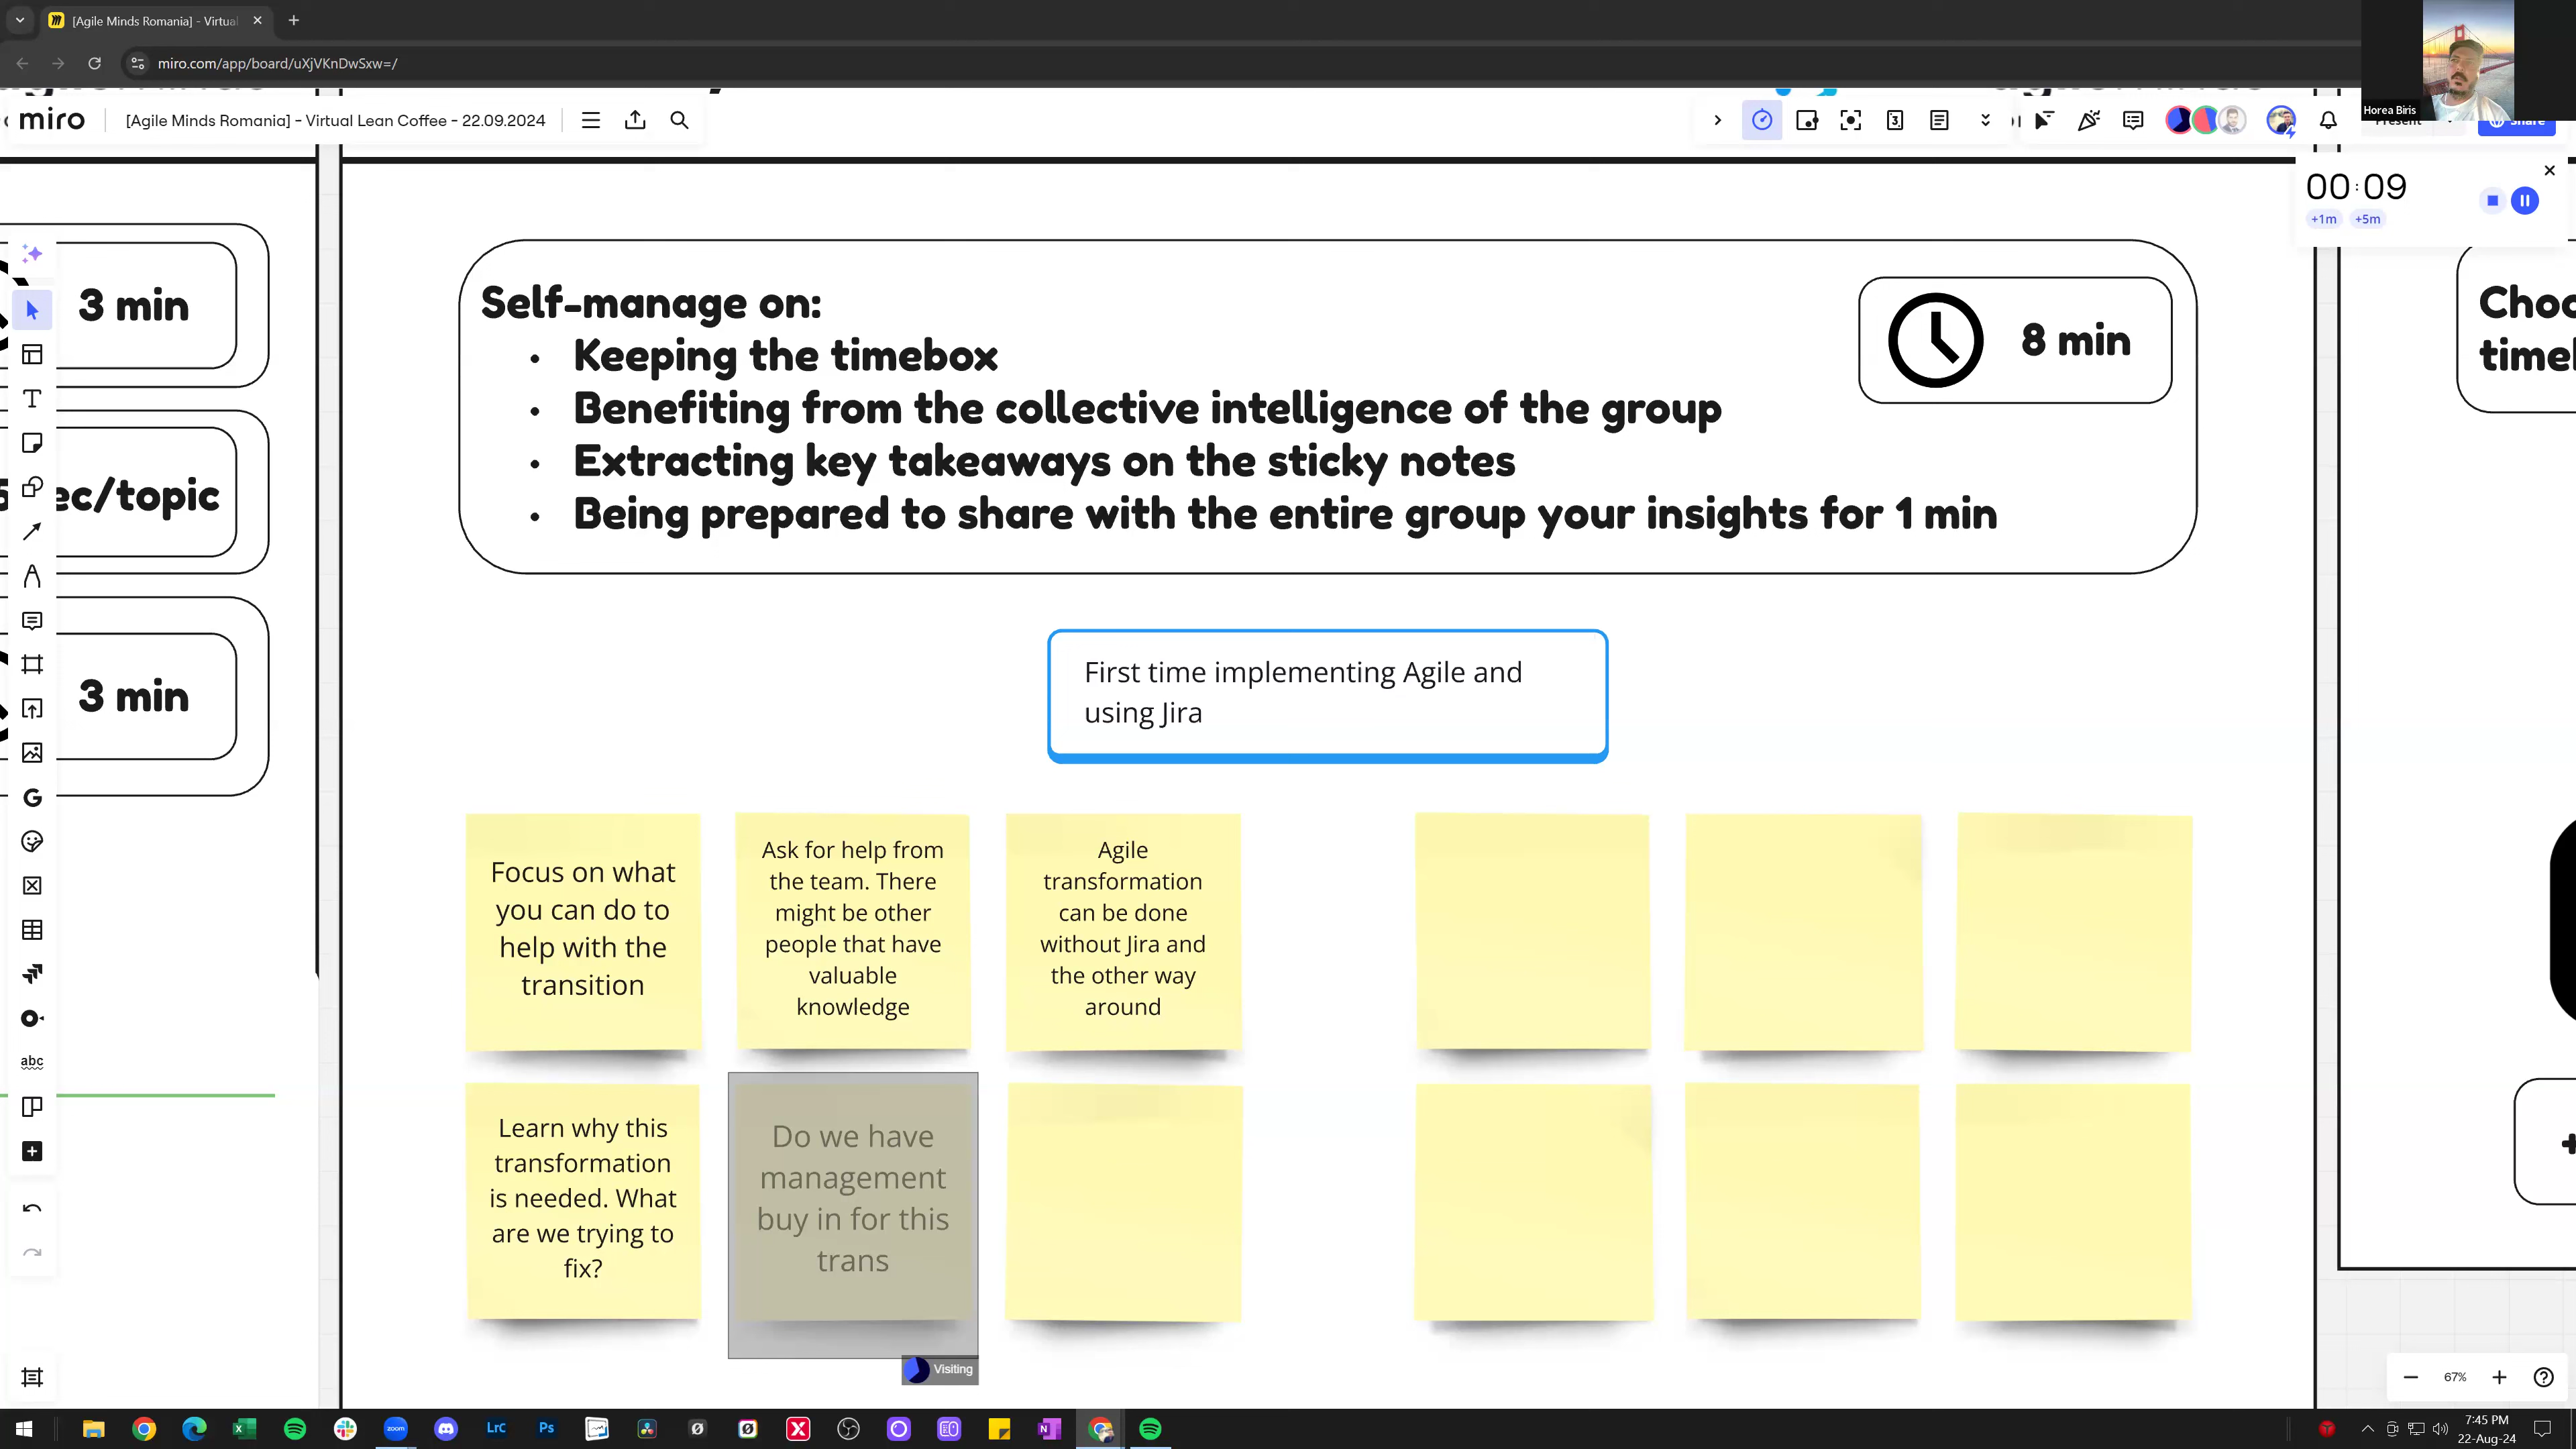 [Agile Minds Romania] - Virtual
miro.com/app/board/uXjVKnDwSxw=/
Horea Biris
miro
[Agile Minds Romania] - Virtual Lean Coffee - 22.09.2024
3
Present
Share
00:09
+1m
+5m
3 min
ec/topic
3 min
Self-manage on:
• Keeping the timebox
• Benefiting from the collective intelligence of the group
• Extracting key takeaways on the sticky notes
• Being prepared to share with the entire group your insights for 1 min
8 min
Choo
time
First time implementing Agile and
using Jira
Focus on what
you can do to
help with the
transition
Ask for help from
the team. There
might be other
people that have
valuable
knowledge
Agile
transformation
can be done
without Jira and
the other way
around
Learn why this
transformation
is needed. What
are we trying to
fix?
Do we have
management
buy in for this
trans
Visiting
abc
67%
zoom
LrC
Ps
7:45 PM
22-Aug-24